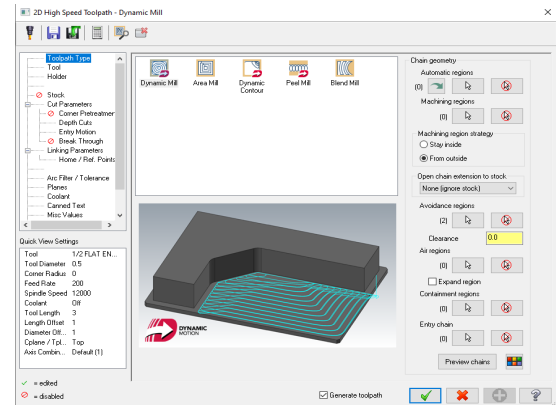 2D High Speed Toolpath - Dynamic Mill
Toolpath Type
Tool
Holder
Stock
Cut Parameters
Corner Pretreatmen
Depth Cuts
Entry Motion
Break Through
Linking Parameters
Home / Ref. Points
Arc Filter / Tolerance
Planes
Coolant
Canned Text
Misc Values
Quick View Settings
Tool 1/2 FLAT EN...
Tool Diameter 0.5
Corner Radius 0
Feed Rate 200
Spindle Speed 12000
Coolant Off
Tool Length 3
Length Offset 1
Diameter Off... 1
Cplane / Tpl... Top
Axis Combin... Default (1)
= edited
= disabled
Dynamic Mill
Area Mill
Dynamic
Contour
Peel Mill
Blend Mill
DYNAMIC
MOTION
Chain geometry
Automatic regions
(0)
Machining regions
(0)
Machining region strategy
Stay inside
From outside
Open chain extension to stock
None (ignore stock)
Avoidance regions
(2)
Clearance 0.0
Air regions
(0)
Expand region
Containment regions
(0)
Entry chain
(0)
Preview chains
Generate toolpath